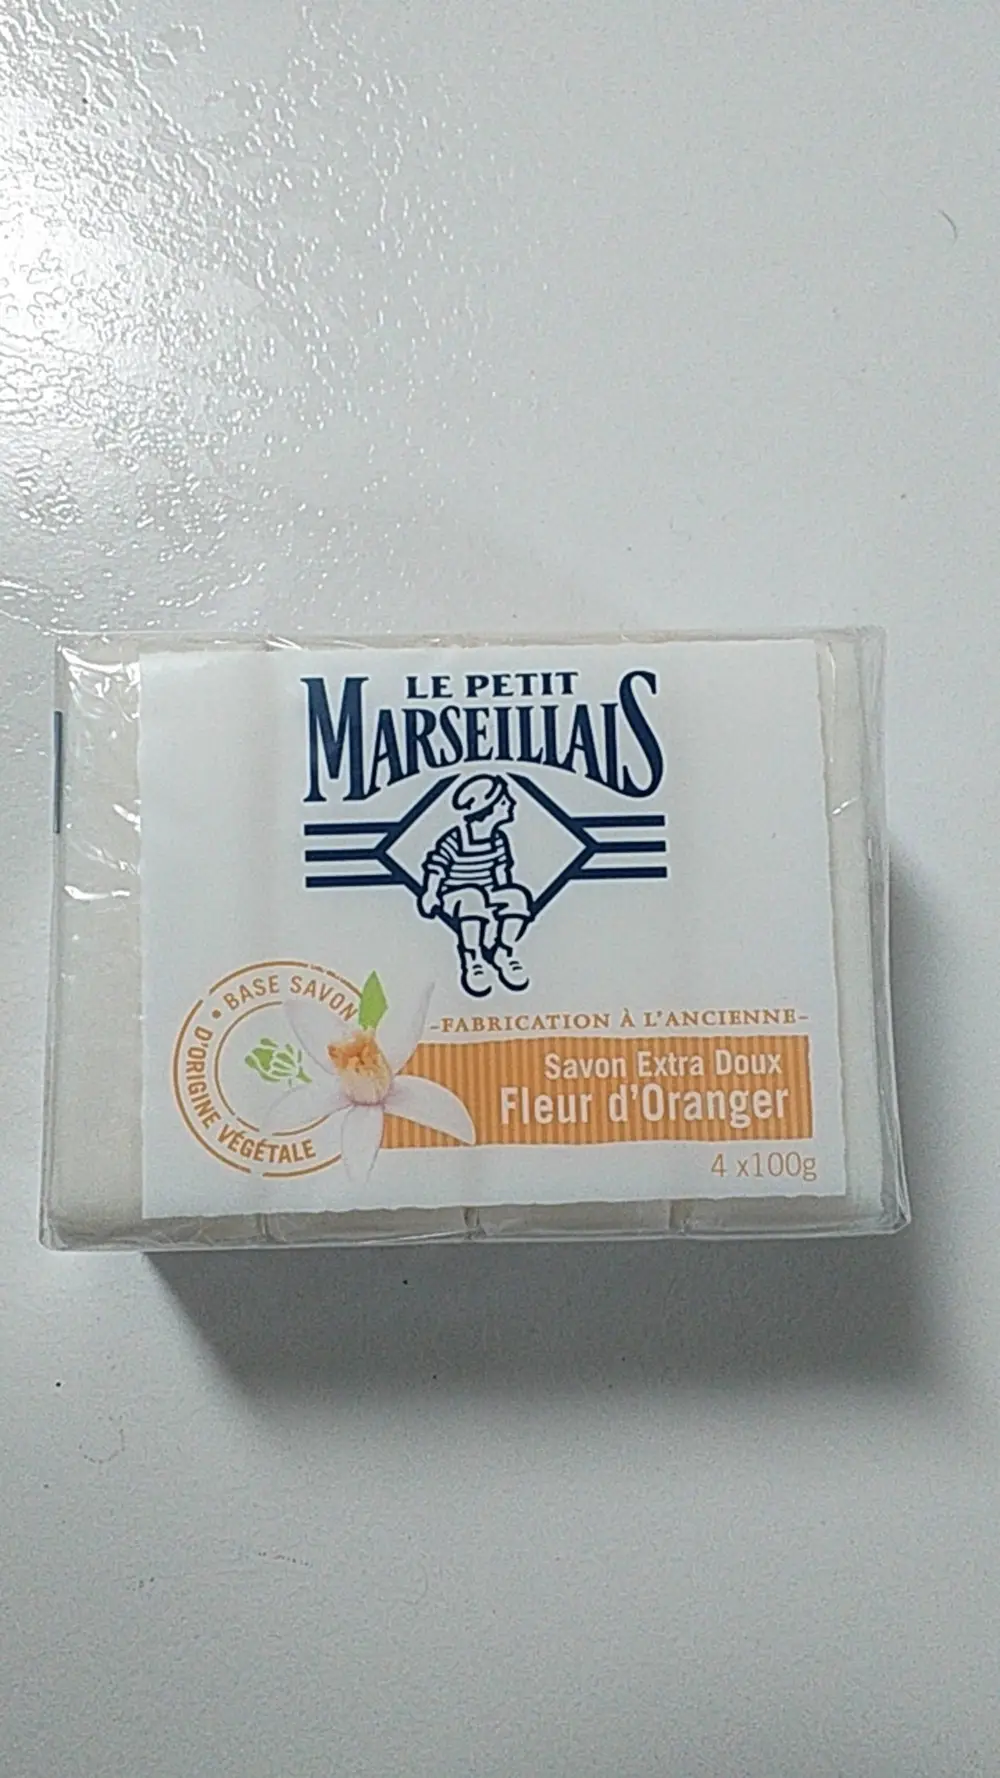 LE PETIT
MARSEILLAIS
• BASE SAVON
D'ORIGINE VÉGÉTALE
-FABRICATION À L'ANCIENNE-
Savon Extra Doux
Fleur d'Oranger
4 x100g